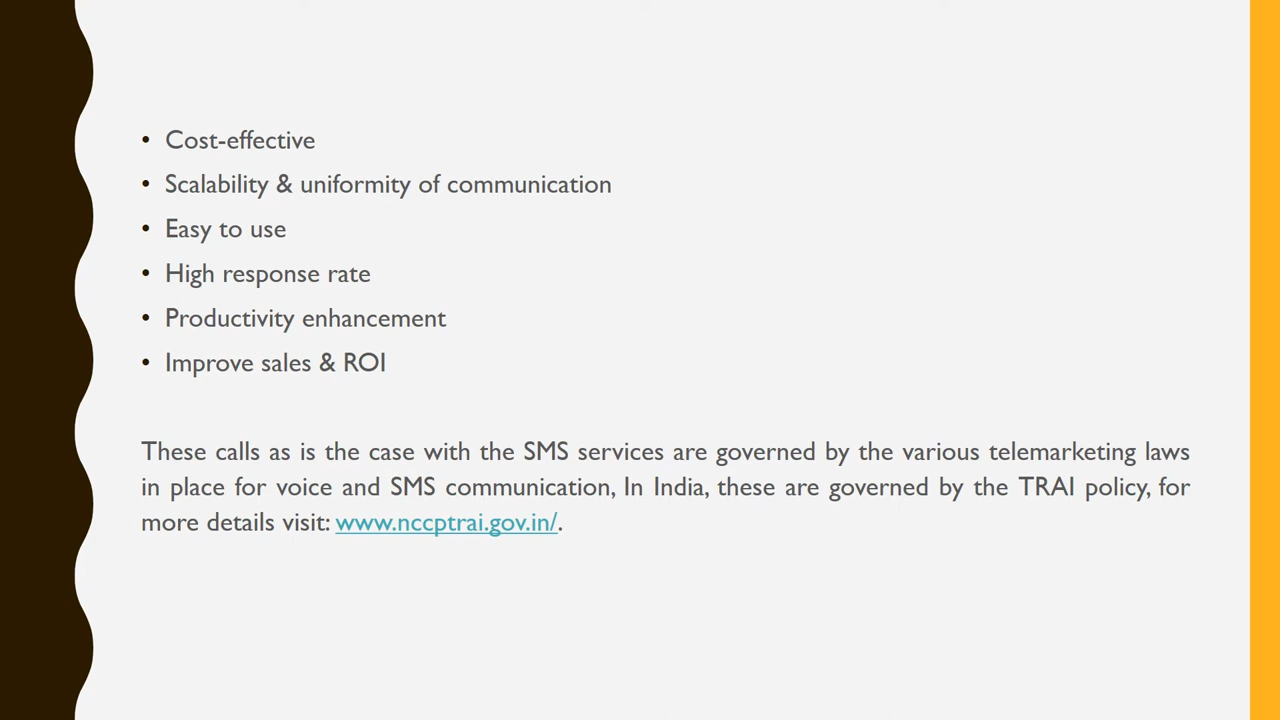 • Cost-effective
• Scalability & uniformity of communication
• Easy to use
• High response rate
• Productivity enhancement
• Improve sales & ROI
These calls as is the case with the SMS services are governed by the various telemarketing laws
in place for voice and SMS communication, In India, these are governed by the TRAI policy, for
more details visit: www.nccptrai.gov.in/.